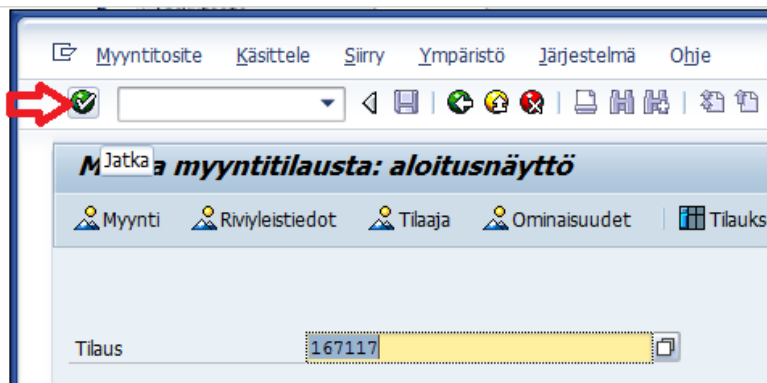 Myyntitosite Käsittele Siirry Ympäristö Järjestelmä Ohje
Jatka
myyntitilausta: aloitusnäyttö
Myynti Riviyleistiedot Tilaaja Ominaisuudet Tilauks
Tilaus 167117